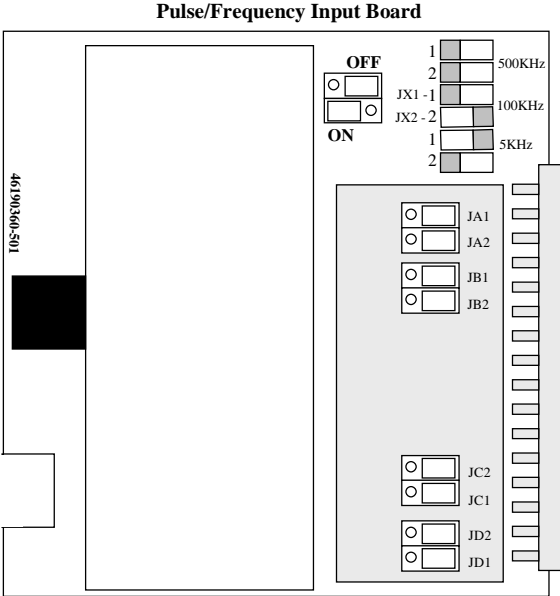 Pulse/Frequency Input Board
OFF
ON
1
2
500KHz
JX1 - 1
JX2 - 2
100KHz
1
2
5KHz
46190360-501
JA1
JA2
JB1
JB2
JC2
JC1
JD2
JD1